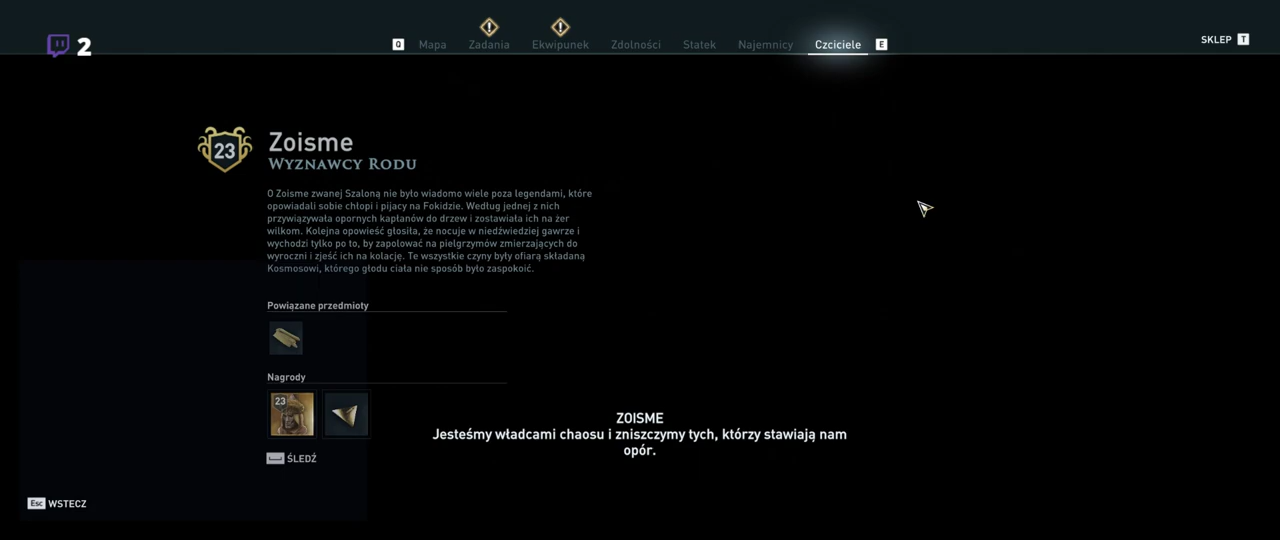 2
Q Mapa Zadania Ekwipunek Zdolności Statek Najemnicy Czciciele E
SKLEP T
23
Zoisme
WYZNAWCY RODU
O Zoisme zwanej Szaloną nie było wiadomo wiele poza legendami, które
opowiadali sobie chłopi i pijacy na Fokidzie. Według jednej z nich
przywiązywała opornych kapłanów do drzew i zostawiała ich na żer
wilkom. Kolejna opowieść głosiła, że nocuje w niedźwiedziej gawrze i
wychodzi tylko po to, by zapolować na pielgrzymów zmierzających do
wyroczni i zjeść ich na kolację. Te wszystkie czyny były ofiarą składaną
Kosmosowi, którego głodu ciała nie sposób było zaspokoić.
Powiązane przedmioty
Nagrody
23
ZOISME
Jesteśmy władcami chaosu i zniszczymy tych, którzy stawiają nam
opór.
ŚLEDŹ
Esc WSTECZ